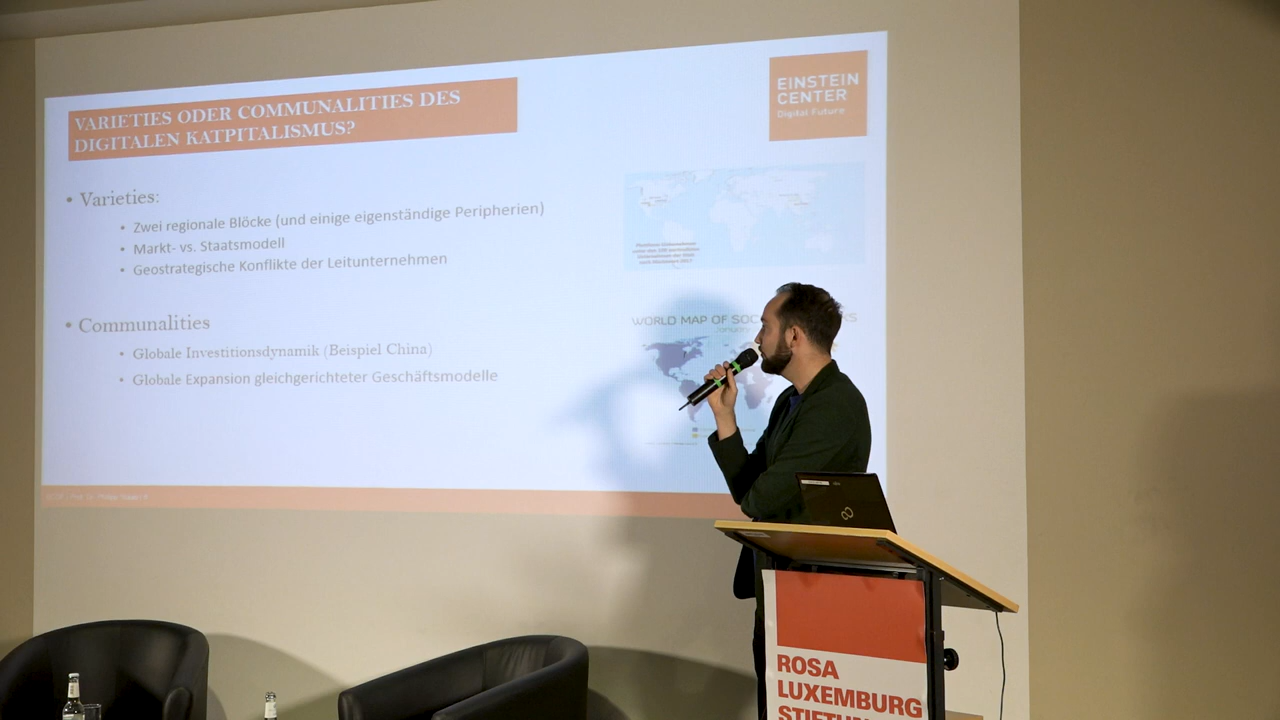 VARIETIES ODER COMMUNALITIES DES
DIGITALEN KATPITALISMUS?
EINSTEIN
CENTER
Digital Future
• Varieties:
• Zwei regionale Blöcke (und einige eigenständige Peripherien)
• Markt- vs. Staatsmodell
• Geostrategische Konflikte der Leitunternehmen
• Communalities
• Globale Investitionsdynamik (Beispiel China)
• Globale Expansion gleichgerichteter Geschäftsmodelle
WORLD MAP OF
ROSA
LUXEMBURG